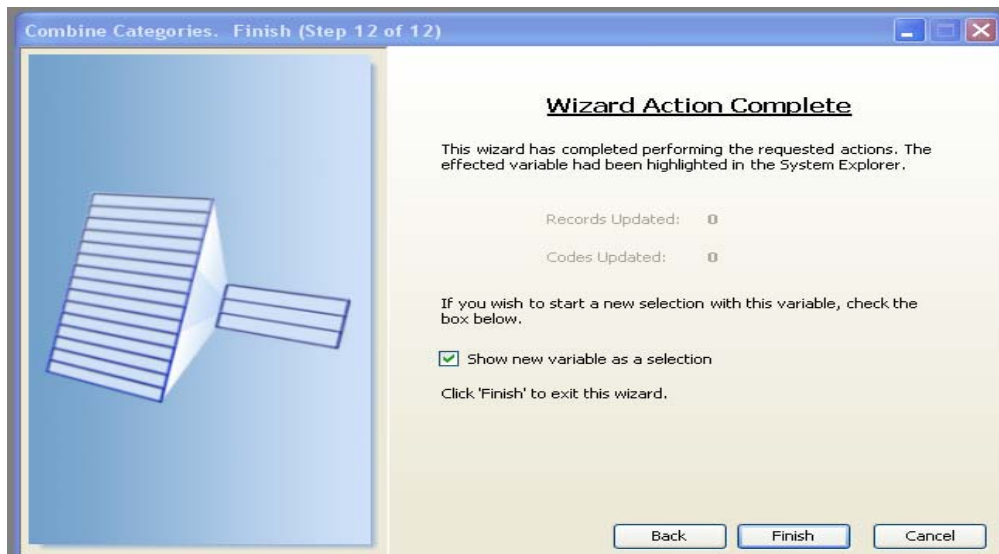 Combine Categories. Finish (Step 12 of 12)
Wizard Action Complete
This wizard has completed performing the requested actions. The
effected variable had been highlighted in the System Explorer.
Records Updated: 0
Codes Updated: 0
If you wish to start a new selection with this variable, check the
box below.
Show new variable as a selection
Click 'Finish' to exit this wizard.
Back Finish Cancel